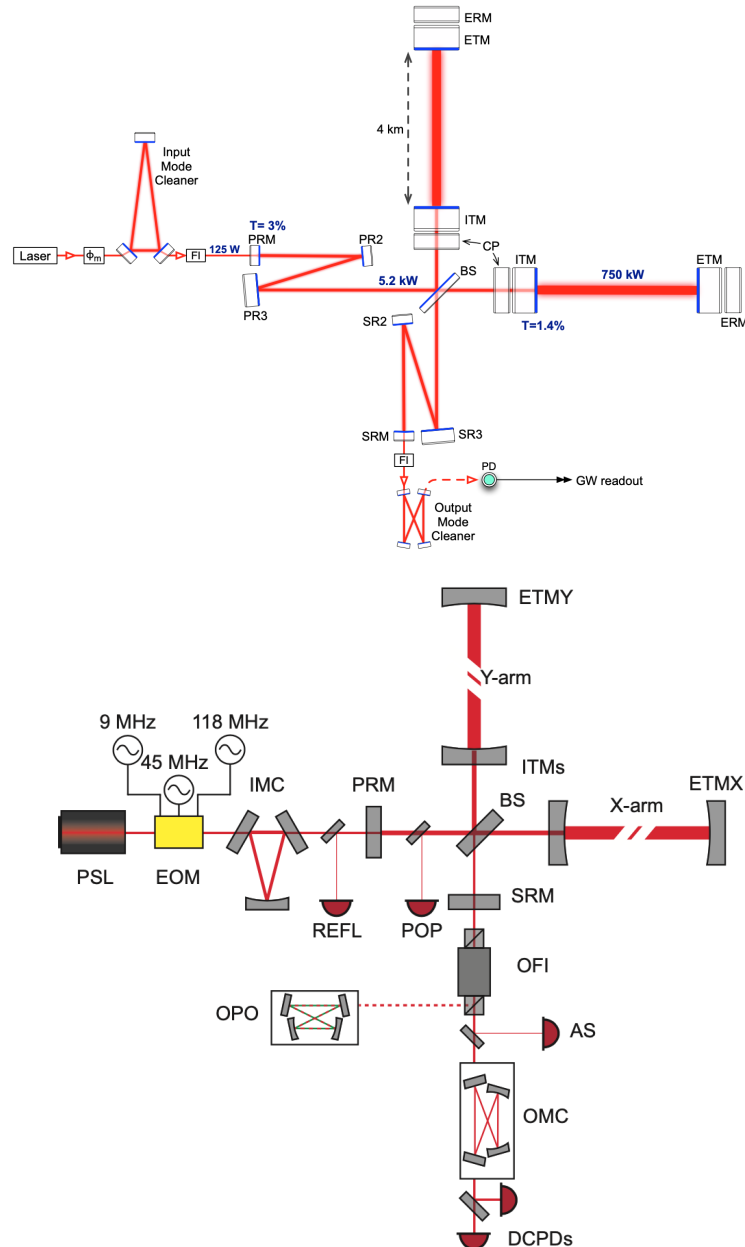 ERM
ETM
4 km
Input
Mode
Cleaner
ITM
T= 3%
PRM
PR2
CP
ITM
ETM
Laser
ϕm
FI
125 W
5.2 kW
BS
750 kW
PR3
SR2
T=1.4%
ERM
SRM
SR3
FI
PD
GW readout
Output
Mode
Cleaner
ETMY
Y-arm
9 MHz
118 MHz
45 MHz
IMC
PRM
ITMs
BS
ETMX
X-arm
PSL
EOM
REFL
POP
SRM
OFI
OPO
AS
OMC
DCPDs